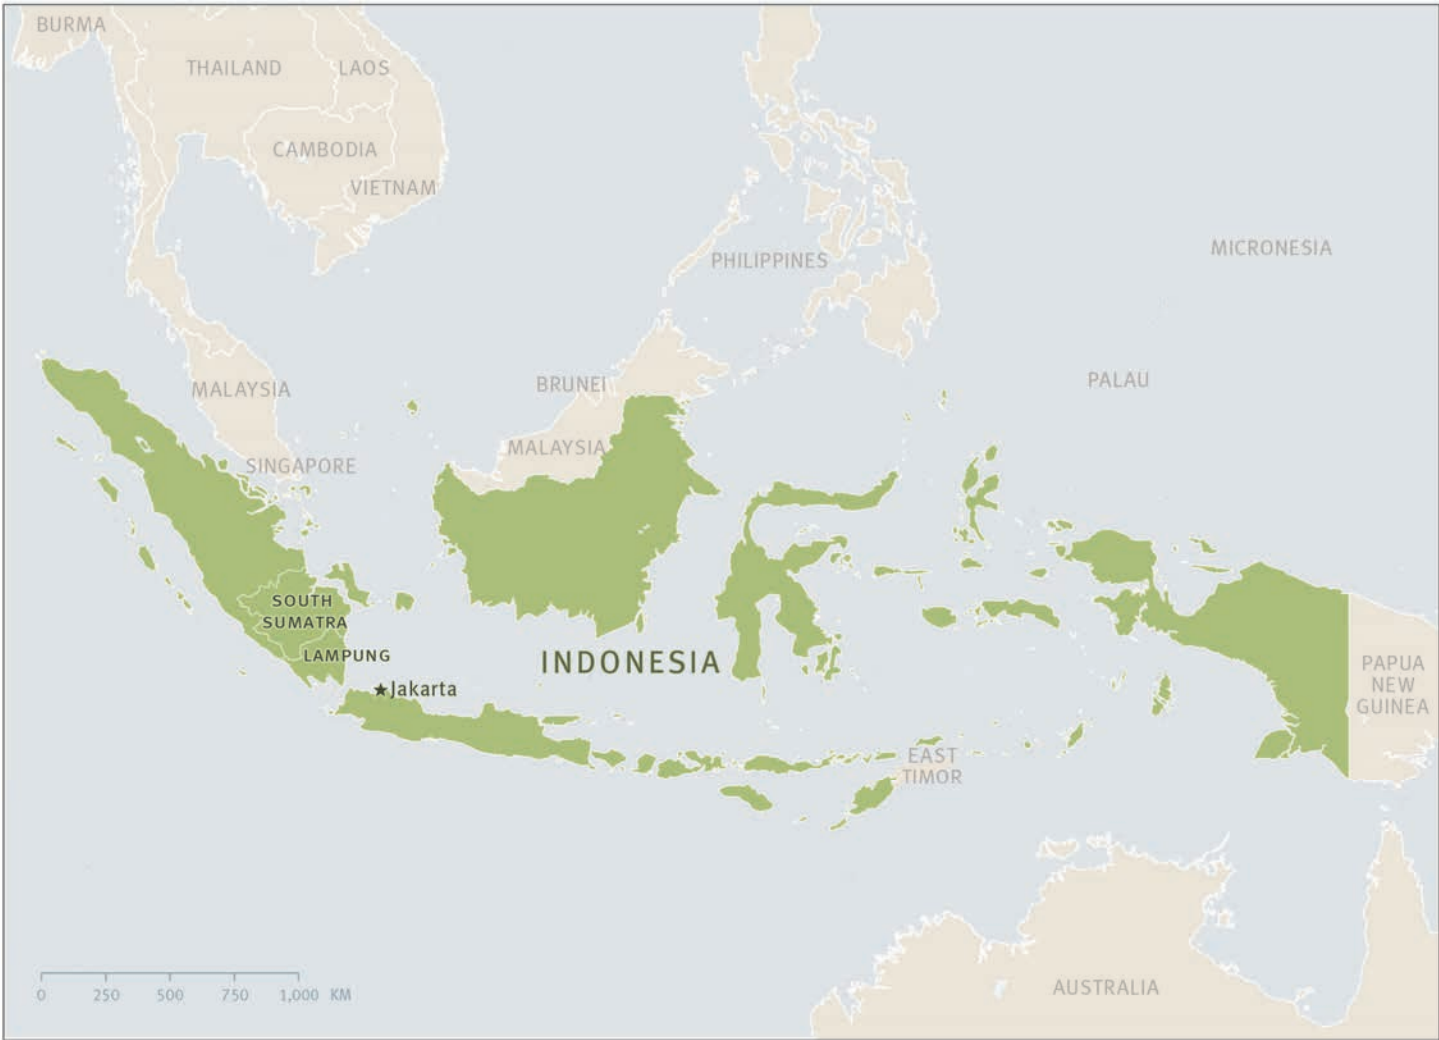 BURMA
THAILAND
LAOS
CAMBODIA
VIETNAM
PHILIPPINES
MICRONESIA
MALAYSIA
BRUNEI
PALAU
MALAYSIA
SINGAPORE
SOUTH
SUMATRA
LAMPUNG
INDONESIA
Jakarta
PAPUA
NEW
GUINEA
EAST
TIMOR
AUSTRALIA
0 250 500 750 1,000 KM